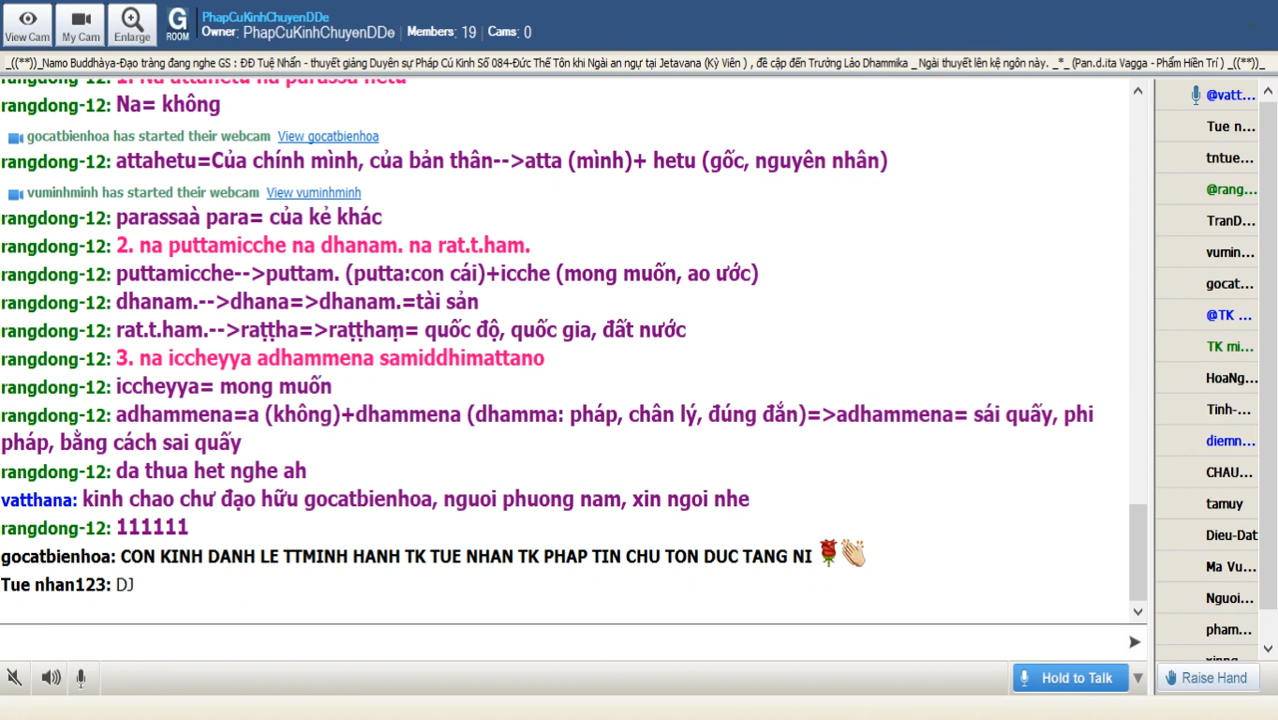 View Cam
My Cam
Enlarge
G
ROOM
PhapCuKinhChuyenDDe
Owner: PhapCuKinhChuyenDDe | Members: 19 | Cams: 0
_((**))_Namo Buddhàya-Đạo tràng đang nghe GS : ĐĐ Tuệ Nhẫn - thuyết giảng Duyên sự Pháp Cú Kinh Số 084-Đức Thế Tôn khi Ngài an ngự tại Jetavana (Kỳ Viên ) , đề cập đến Trưởng Lão Dhammika _ Ngài thuyết lên kệ ngôn này. _*_ (Pan.d.ita Vagga - Phẩm Hiền Trí ) _((**))_
1. Na attahetu na parassa hetu
rangdong-12: Na= không
gocatbienhoa has started their webcam View gocatbienhoa
rangdong-12: attahetu=Của chính mình, của bản thân-->atta (mình)+ hetu (gốc, nguyên nhân)
vuminhminh has started their webcam View vuminhminh
rangdong-12: parassaà para= của kẻ khác
rangdong-12: 2. na puttamicche na dhanam. na rat.t.ham.
rangdong-12: puttamicche-->puttam. (putta:con cái)+icche (mong muốn, ao ước)
rangdong-12: dhanam.-->dhana=>dhanam.=tài sản
rangdong-12: rat.t.ham.-->raṭṭha=>raṭṭhaṃ= quốc độ, quốc gia, đất nước
rangdong-12: 3. na iccheyya adhammena samiddhimattano
rangdong-12: iccheyya= mong muốn
rangdong-12: adhammena=a (không)+dhammena (dhamma: pháp, chân lý, đúng đắn)=>adhammena= sái quấy, phi
pháp, bằng cách sai quấy
rangdong-12: da thua het nghe ah
vatthana: kinh chao chư đạo hữu gocatbienhoa, nguoi phuong nam, xin ngoi nhe
rangdong-12: 111111
gocatbienhoa: CON KINH DANH LE TTMINH HANH TK TUE NHAN TK PHAP TIN CHU TON DUC TANG NI
Tue nhan123: DJ
@vatt...
Tue n...
tntue...
@rang...
TranD...
vumin...
gocat...
@TK ...
TK mi...
HoaNg...
Tinh-...
diemn...
CHAU...
tamuy
Dieu-Dat
Ma Vu...
Nguoi...
pham...
Hold to Talk
Raise Hand